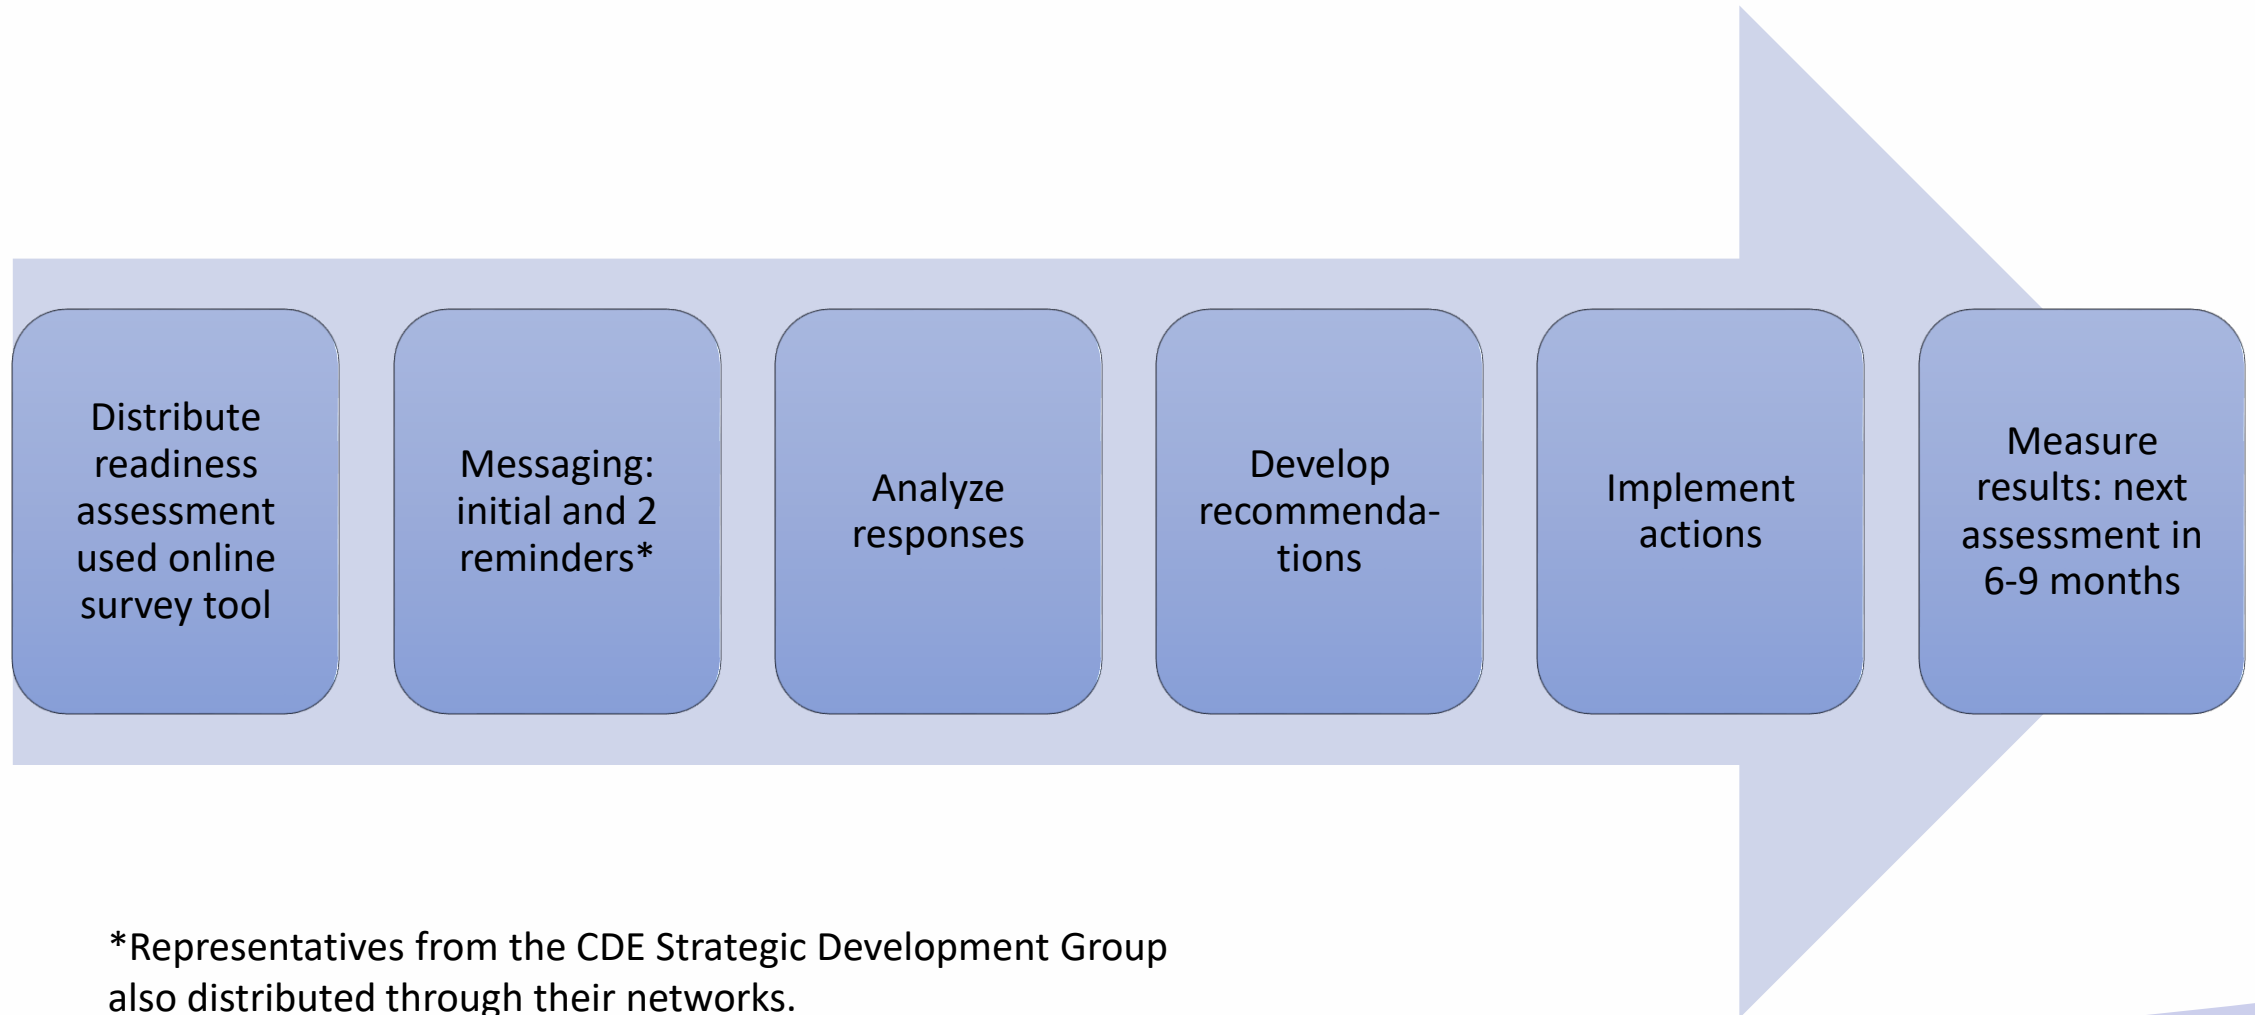 Distribute
readiness
assessment
used online
survey tool
Messaging:
initial and 2
reminders*
Analyze
responses
Develop
recommenda-
tions
Implement
actions
Measure
results: next
assessment in
6-9 months
*Representatives from the CDE Strategic Development Group
also distributed through their networks.